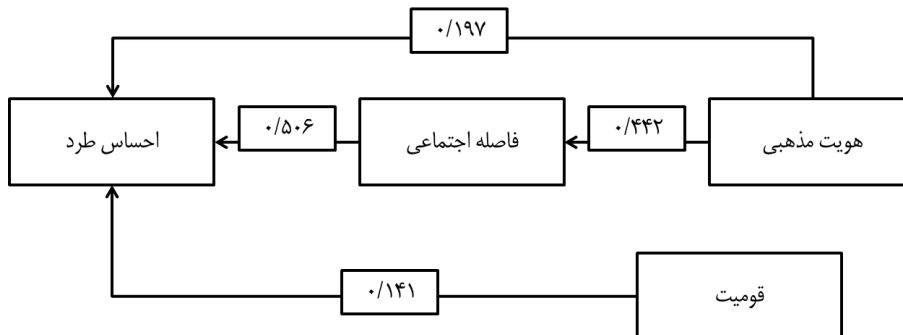 ۰/۱۹۷
هویت مذهبی
۰/۴۴۲
فاصله اجتماعی
۰/۵۰۶
احساس طرد
۰/۱۴۱
قومیت